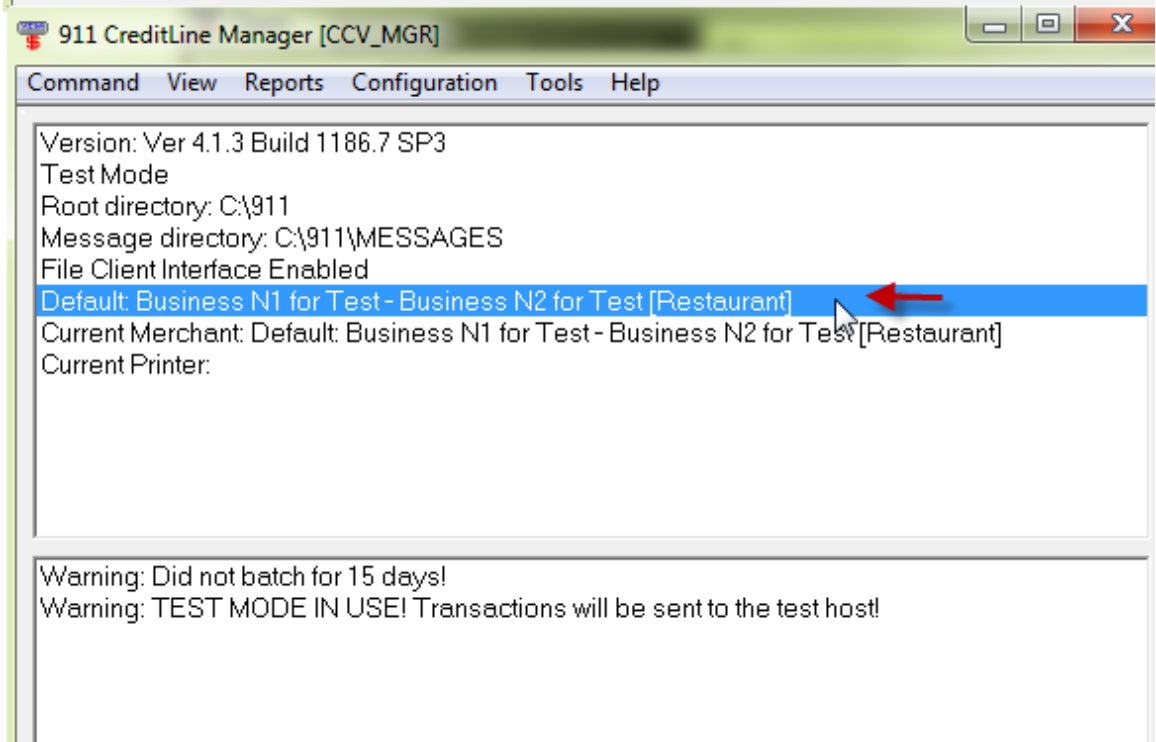 911 CreditLine Manager [CCV_MGR]
Command View Reports Configuration Tools Help
Version: Ver 4.1.3 Build 1186.7 SP3
Test Mode
Root directory: C:\911
Message directory: C:\911\MESSAGES
File Client Interface Enabled
Default: Business N1 for Test - Business N2 for Test [Restaurant]
Current Merchant: Default: Business N1 for Test - Business N2 for Test [Restaurant]
Current Printer:
Warning: Did not batch for 15 days!
Warning: TEST MODE IN USE! Transactions will be sent to the test host!